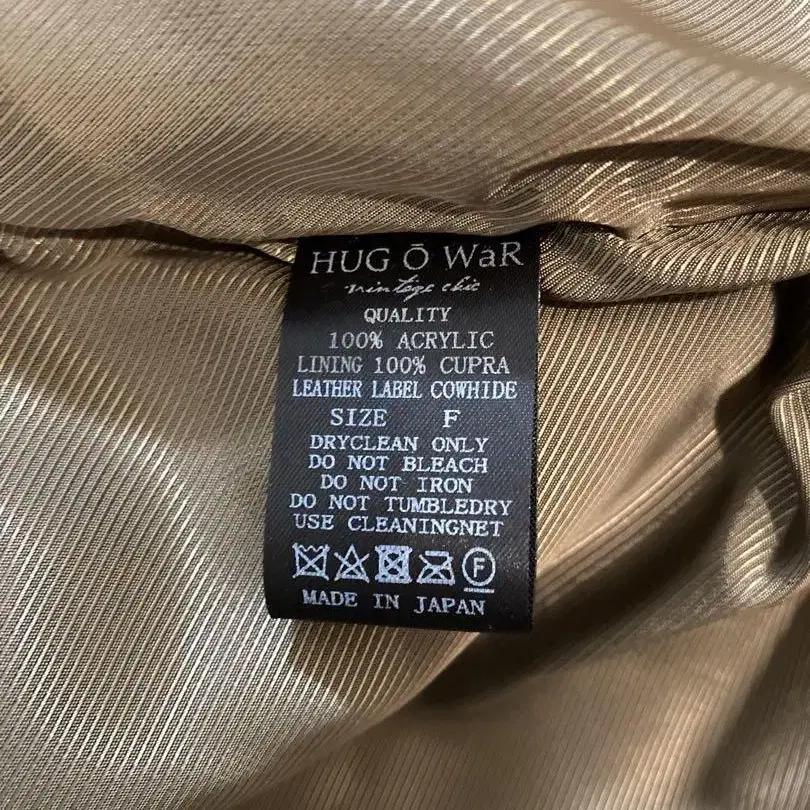 HUG Ō WäR
vintage chic
QUALITY
100% ACRYLIC
LINING 100% CUPRA
LEATHER LABEL COWHIDE
SIZE F
DRYCLEAN ONLY
DO NOT BLEACH
DO NOT IRON
DO NOT TUMBLEDRY
USE CLEANINGNET
F
MADE IN JAPAN